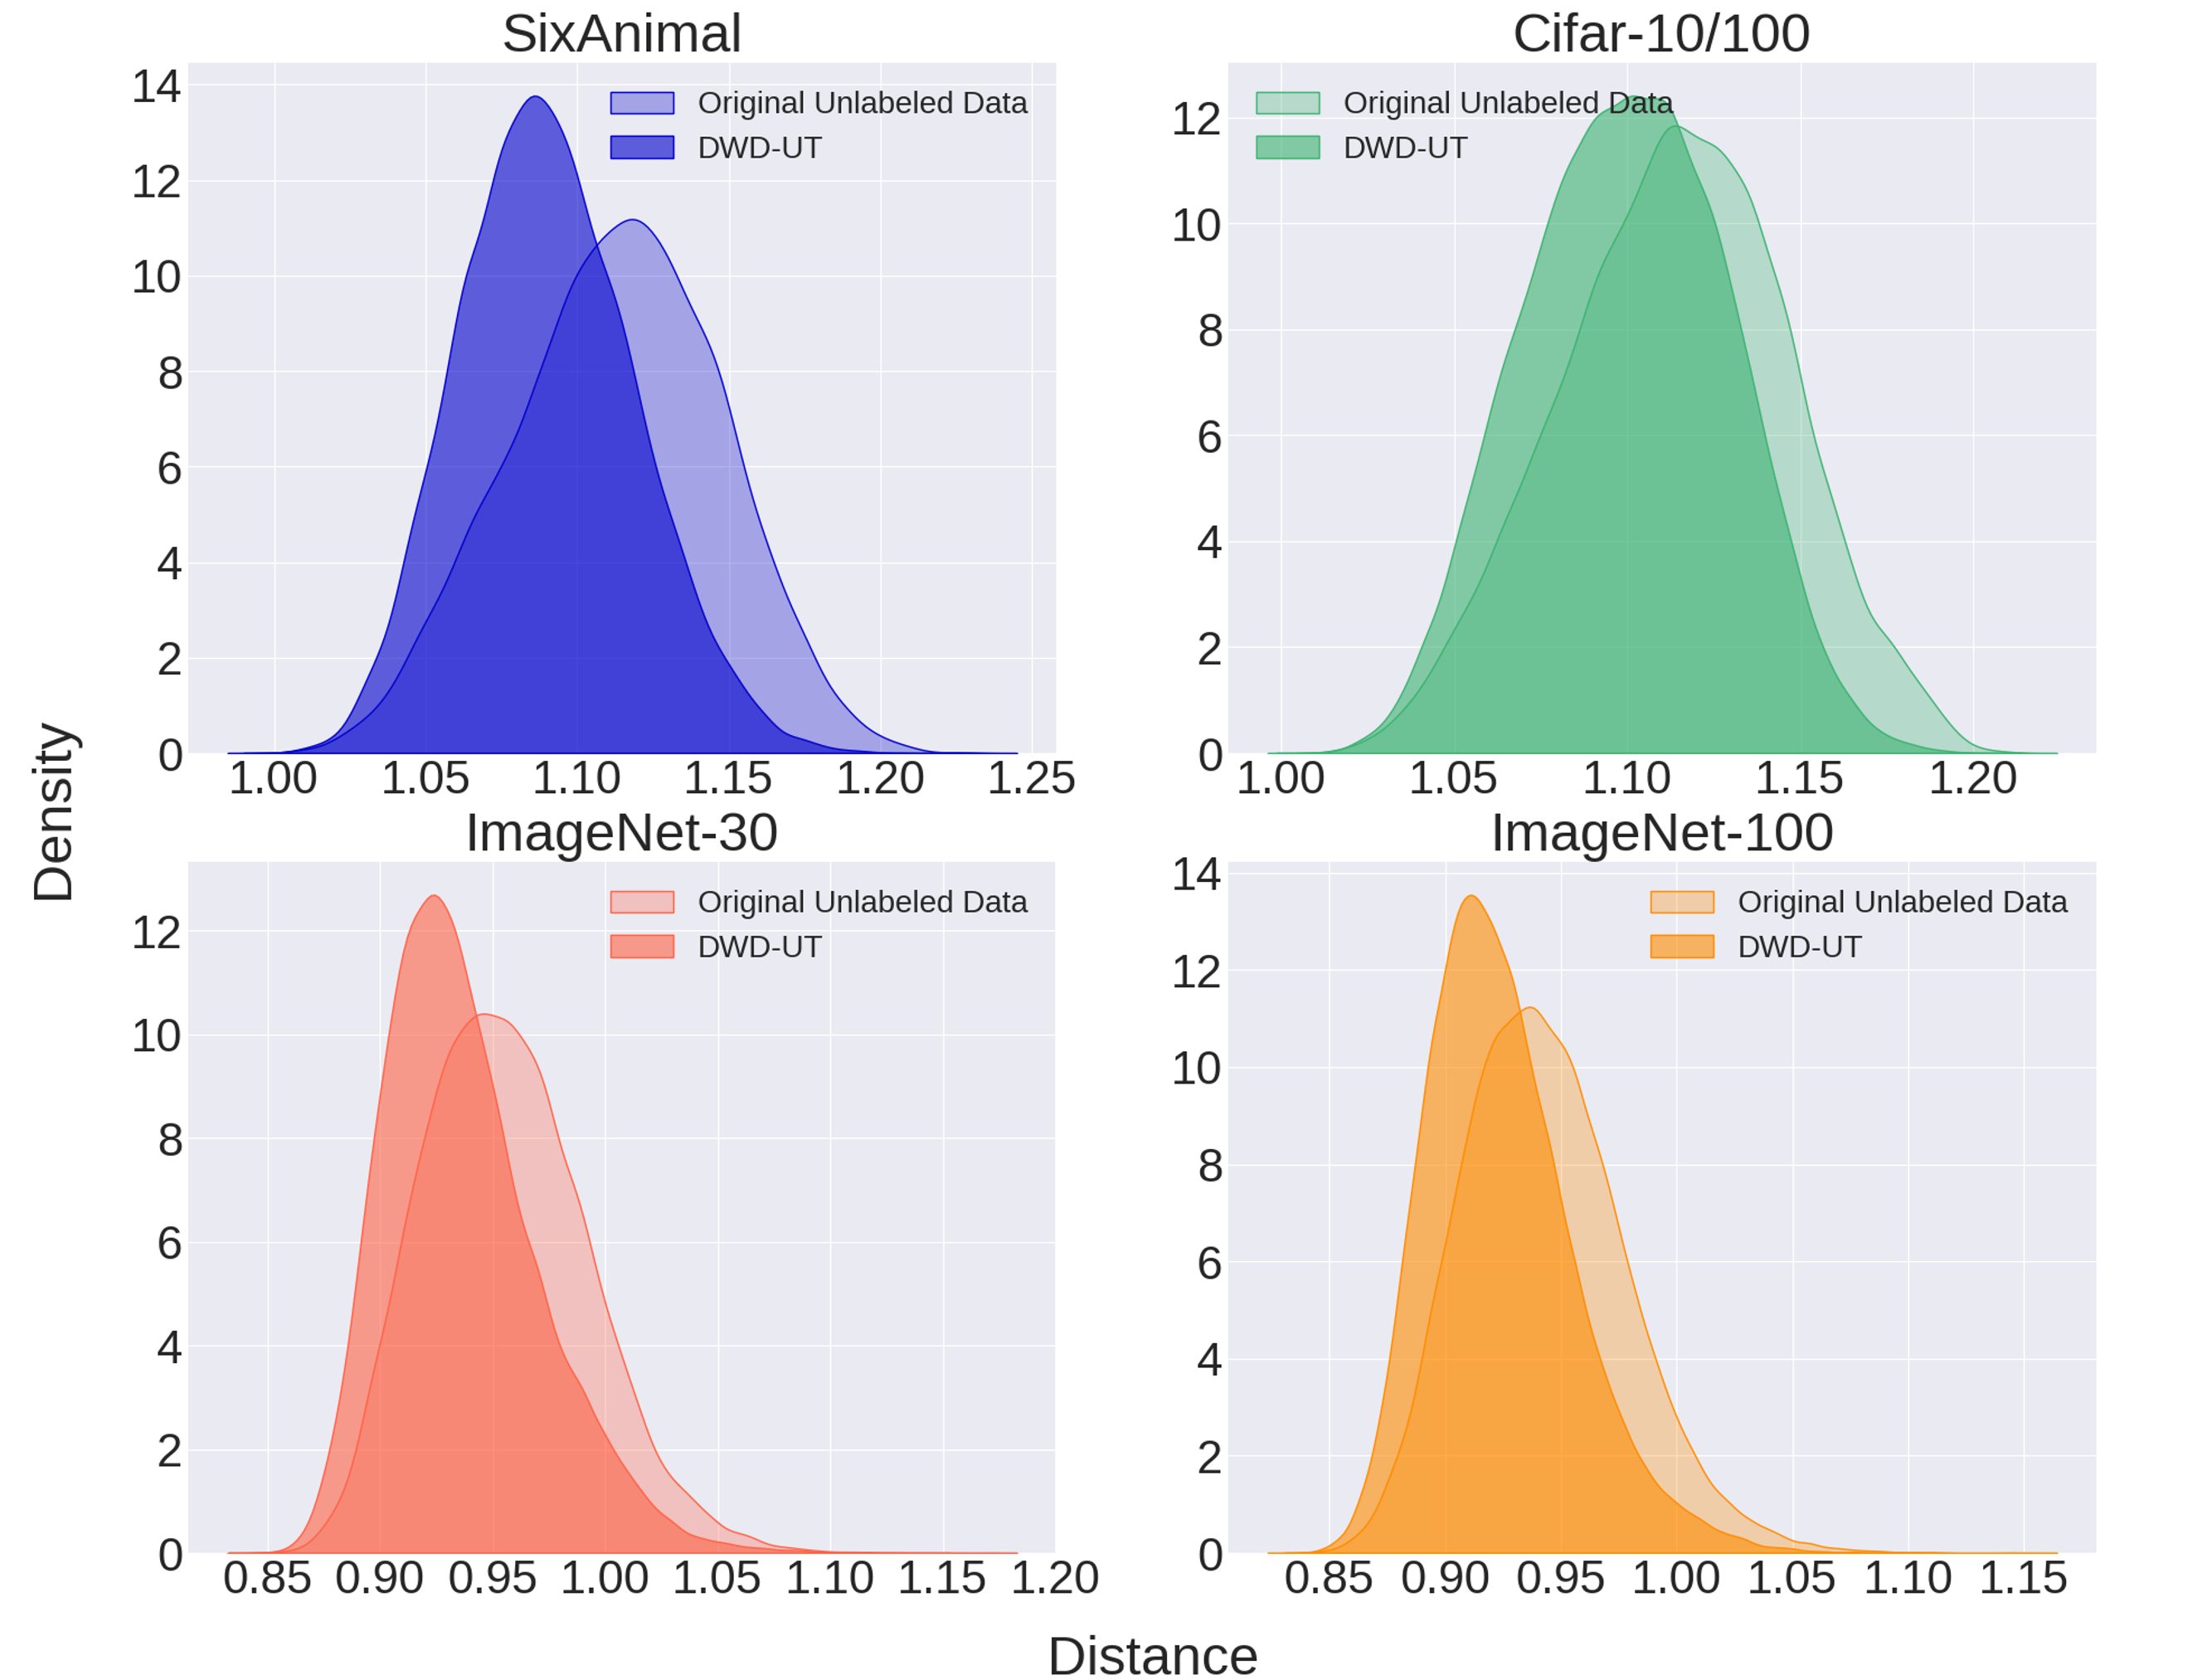 SixAnimal
14
12
10
8
6
4
2
0
1.00 1.05 1.10 1.15 1.20 1.25
Original Unlabeled Data
DWD-UT
Cifar-10/100
12
10
8
6
4
2
0
1.00 1.05 1.10 1.15 1.20
Original Unlabeled Data
DWD-UT
Density
ImageNet-30
12
10
8
6
4
2
0
0.85 0.90 0.95 1.00 1.05 1.10 1.15 1.20
Original Unlabeled Data
DWD-UT
ImageNet-100
14
12
10
8
6
4
2
0
0.85 0.90 0.95 1.00 1.05 1.10 1.15
Original Unlabeled Data
DWD-UT
Distance